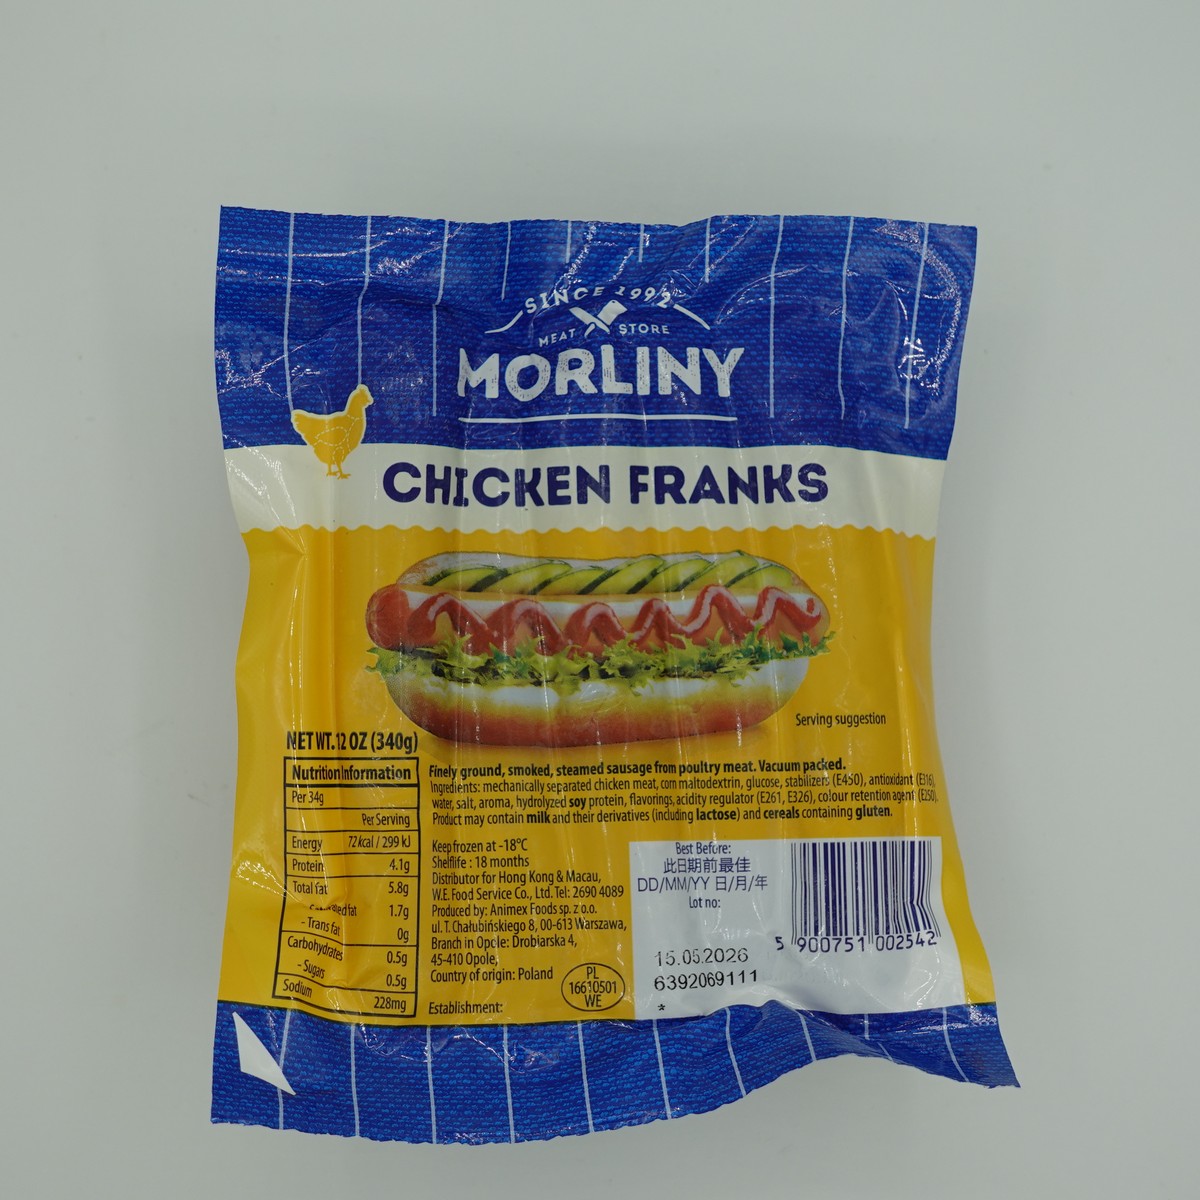 SINCE 1992
MEAT STORE
MORLINY
CHICKEN FRANKS
Serving suggestion
NET WT. 12 OZ (340g)
Nutrition Information
Per 34g
Per Serving
Energy 72kcal / 299 kJ
Protein 4.1g
Total fat 5.8g
fat 1.7g
- Trans fat 0g
Carbohydrates 0.5g
- Sugars 0.5g
Sodium 228mg
Finely ground, smoked, steamed sausage from poultry meat. Vacuum packed.
Ingredients: mechanically separated chicken meat, corn maltodextrin, glucose, stabilizers (E450), antioxidant (E316),
water, salt, aroma, hydrolyzed soy protein, flavorings, acidity regulator (E261, E326), colour retention agent (E250).
Product may contain milk and their derivatives (including lactose) and cereals containing gluten.
Keep frozen at -18°C
Shelflife : 18 months
Distributor for Hong Kong & Macau,
W.E. Food Service Co., Ltd. Tel: 2690 4089
Produced by: Animex Foods sp. z o.o.
ul. T. Chałubińskiego 8, 00-613 Warszawa,
Branch in Opole: Drobiarska 4,
45-410 Opole,
Country of origin: Poland
Establishment:
PL
16610501
WE
Best Before:
此日期前最佳
DD/MM/YY 日/月/年
Lot no:
15.05.2026
6392069111
*
5 900751 002542